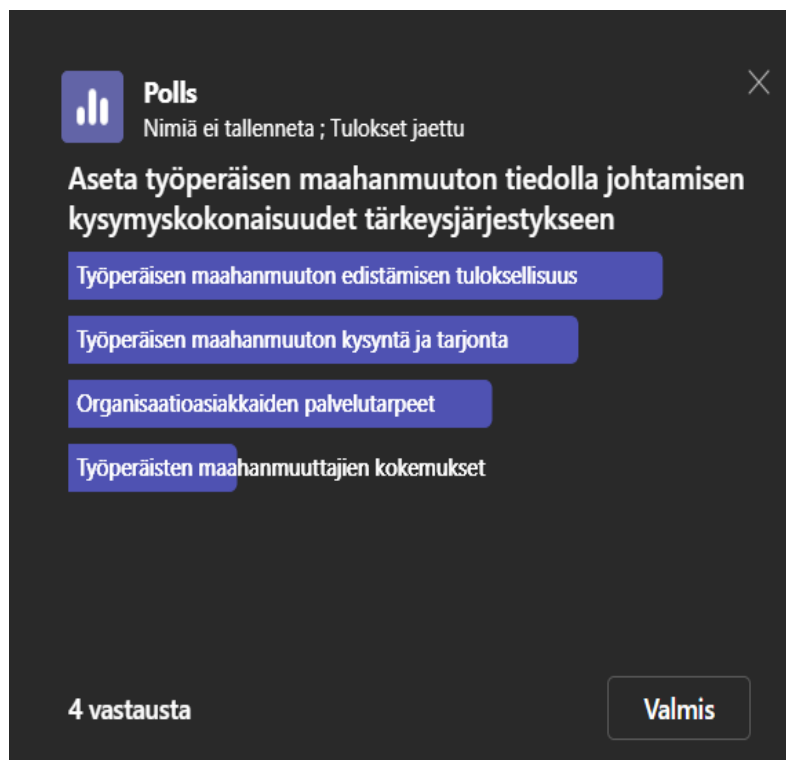 Polls
Nimiä ei tallenneta ; Tulokset jaettu
Aseta työperäisen maahanmuuton tiedolla johtamisen
kysymyskokonaisuudet tärkeysjärjestykseen
Työperäisen maahanmuuton edistämisen tuloksellisuus
Työperäisen maahanmuuton kysyntä ja tarjonta
Organisaatioasiakkaiden palvelutarpeet
Työperäisten maahanmuuttajien kokemukset
4 vastausta
Valmis